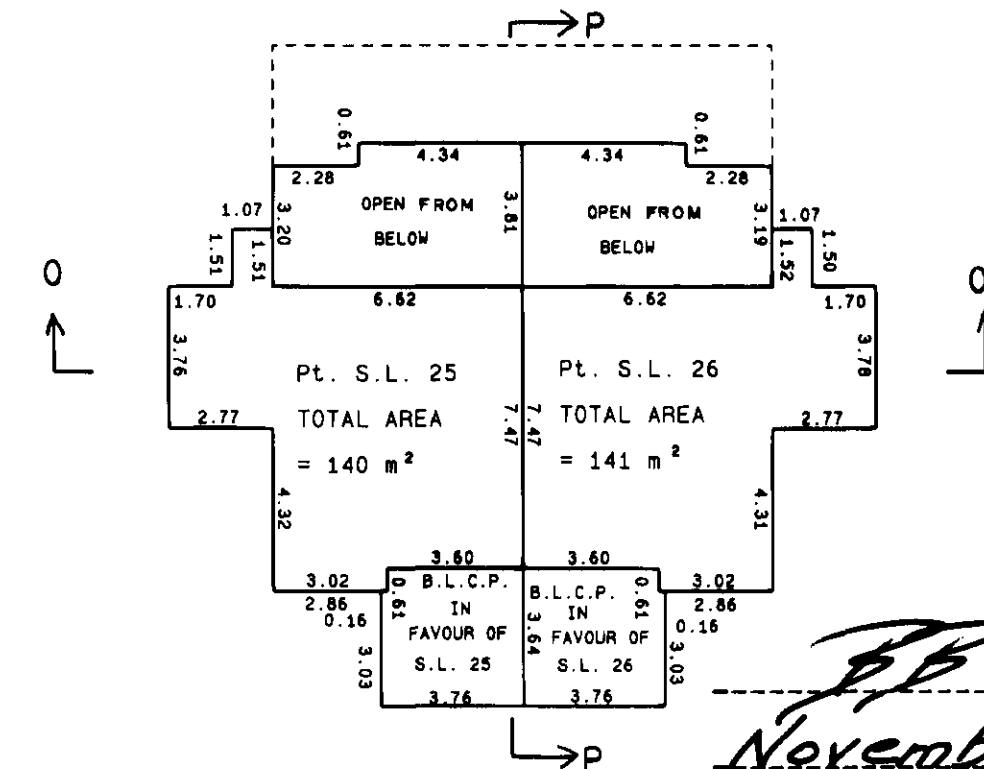 P
0.61
0.61
4.34
4.34
2.28
2.28
OPEN FROM
BELOW
OPEN FROM
BELOW
3.81
1.07
3.20
3.19
1.07
1.51
1.51
1.52
1.50
O
O
1.70
6.62
6.62
1.70
3.76
3.78
Pt. S.L. 25
TOTAL AREA
= 140 m²
Pt. S.L. 26
TOTAL AREA
= 141 m²
7.47
7.47
2.77
2.77
4.32
4.31
3.02
3.60
3.60
3.02
2.86
0.16
0.61
B.L.C.P.
IN
FAVOUR OF
S.L. 25
3.64
B.L.C.P.
IN
FAVOUR OF
S.L. 26
0.61
2.86
0.16
3.03
3.03
3.76
3.76
P
Novemb